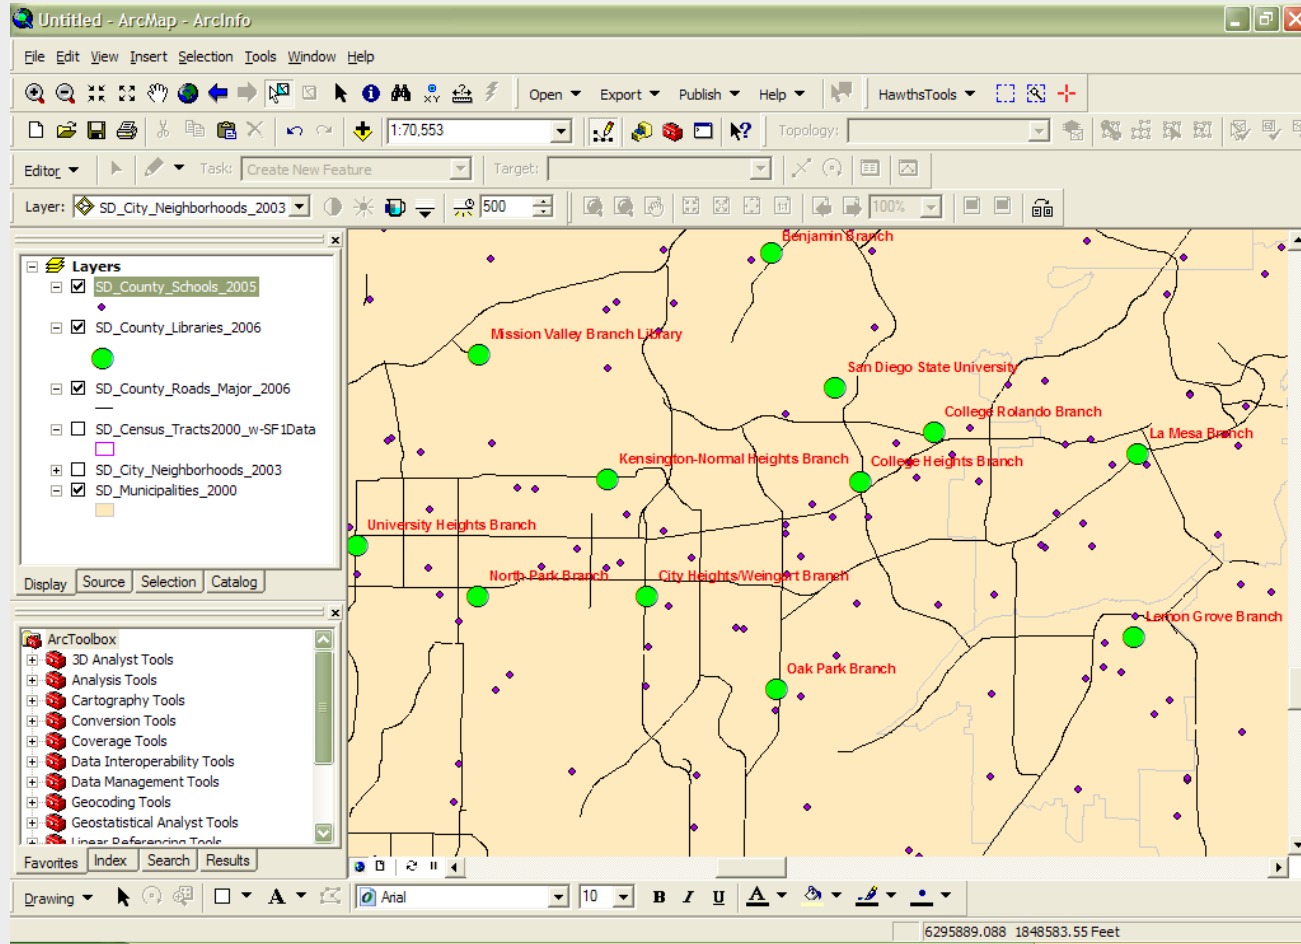 Untitled - ArcMap - ArcInfo
File Edit View Insert Selection Tools Window Help
Open Export Publish Help HawthsTools
1:70,553 Topology:
Editor Task: Create New Feature Target:
Layer: SD_City_Neighborhoods_2003 500 100%
Layers
SD_County_Schools_2005
SD_County_Libraries_2006
SD_County_Roads_Major_2006
SD_Census_Tracts2000_w-SF1Data
SD_City_Neighborhoods_2003
SD_Municipalities_2000
Display Source Selection Catalog
ArcToolbox
3D Analyst Tools
Analysis Tools
Cartography Tools
Conversion Tools
Coverage Tools
Data Interoperability Tools
Data Management Tools
Geocoding Tools
Geostatistical Analyst Tools
Linear Referencing Tools
Favorites Index Search Results
Benjamin Branch
Mission Valley Branch Library
San Diego State University
College Rolando Branch
La Mesa Branch
Kensington-Normal Heights Branch
College Heights Branch
University Heights Branch
North Park Branch
City Heights/Weingart Branch
Lemon Grove Branch
Oak Park Branch
Drawing A Arial 10 B I U A
6295889.088 1848583.55 Feet